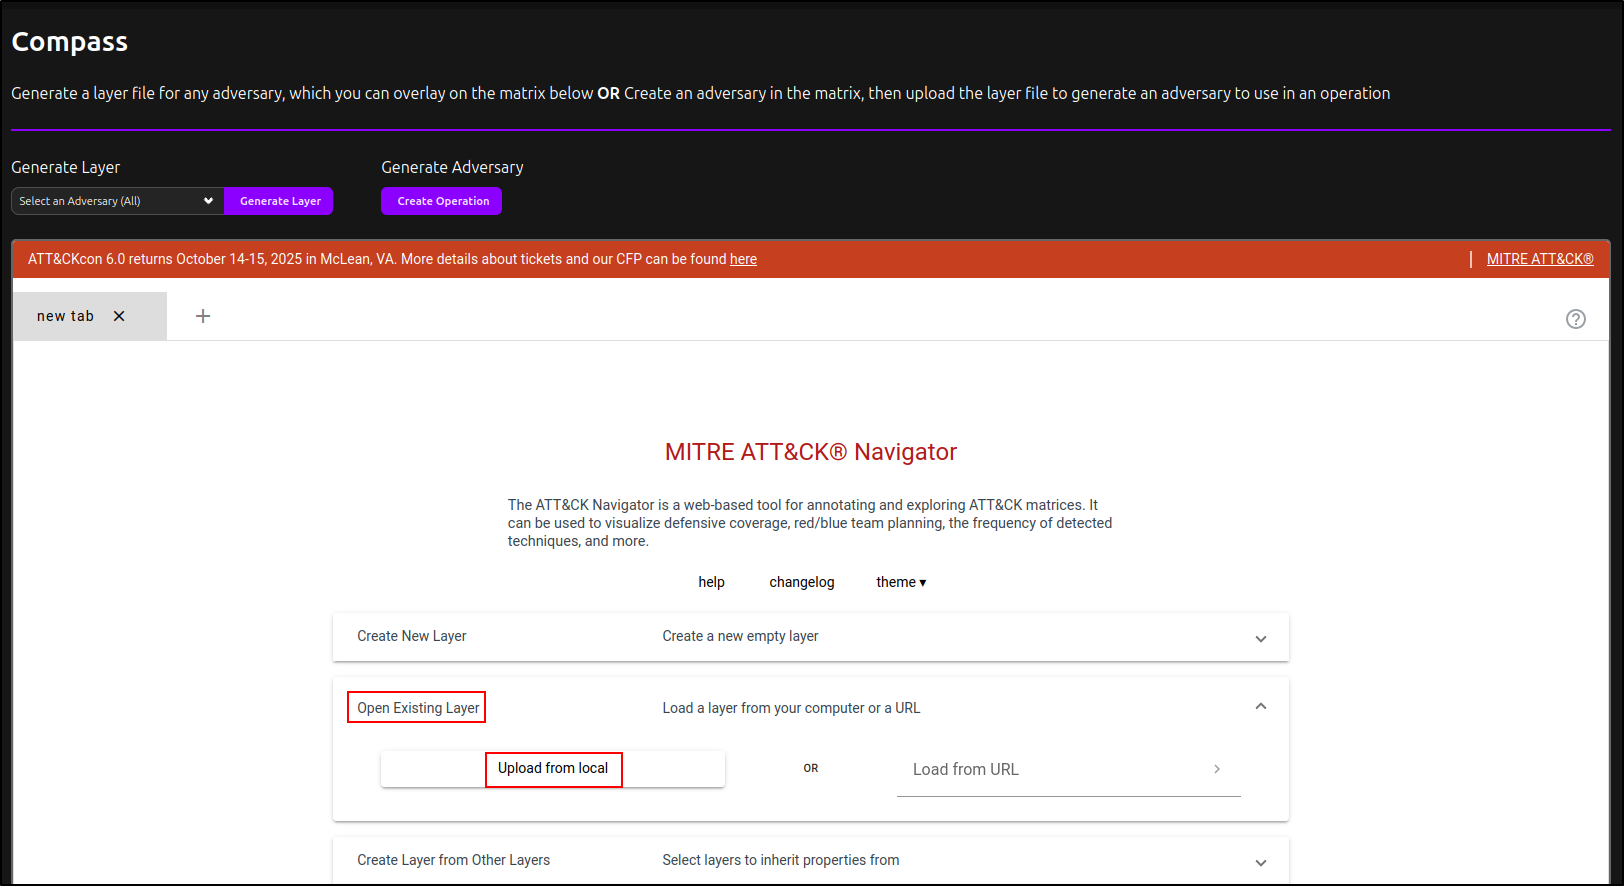 Compass
Generate a layer file for any adversary, which you can overlay on the matrix below OR Create an adversary in the matrix, then upload the layer file to generate an adversary to use in an operation
Generate Layer
Generate Adversary
Select an Adversary (All)
Generate Layer
Create Operation
ATT&CKcon 6.0 returns October 14-15, 2025 in McLean, VA. More details about tickets and our CFP can be found here
| MITRE ATT&CK®
new tab
MITRE ATT&CK® Navigator
The ATT&CK Navigator is a web-based tool for annotating and exploring ATT&CK matrices. It
can be used to visualize defensive coverage, red/blue team planning, the frequency of detected
techniques, and more.
help changelog theme ▾
Create New Layer Create a new empty layer
Open Existing Layer Load a layer from your computer or a URL
Upload from local OR Load from URL
Create Layer from Other Layers Select layers to inherit properties from